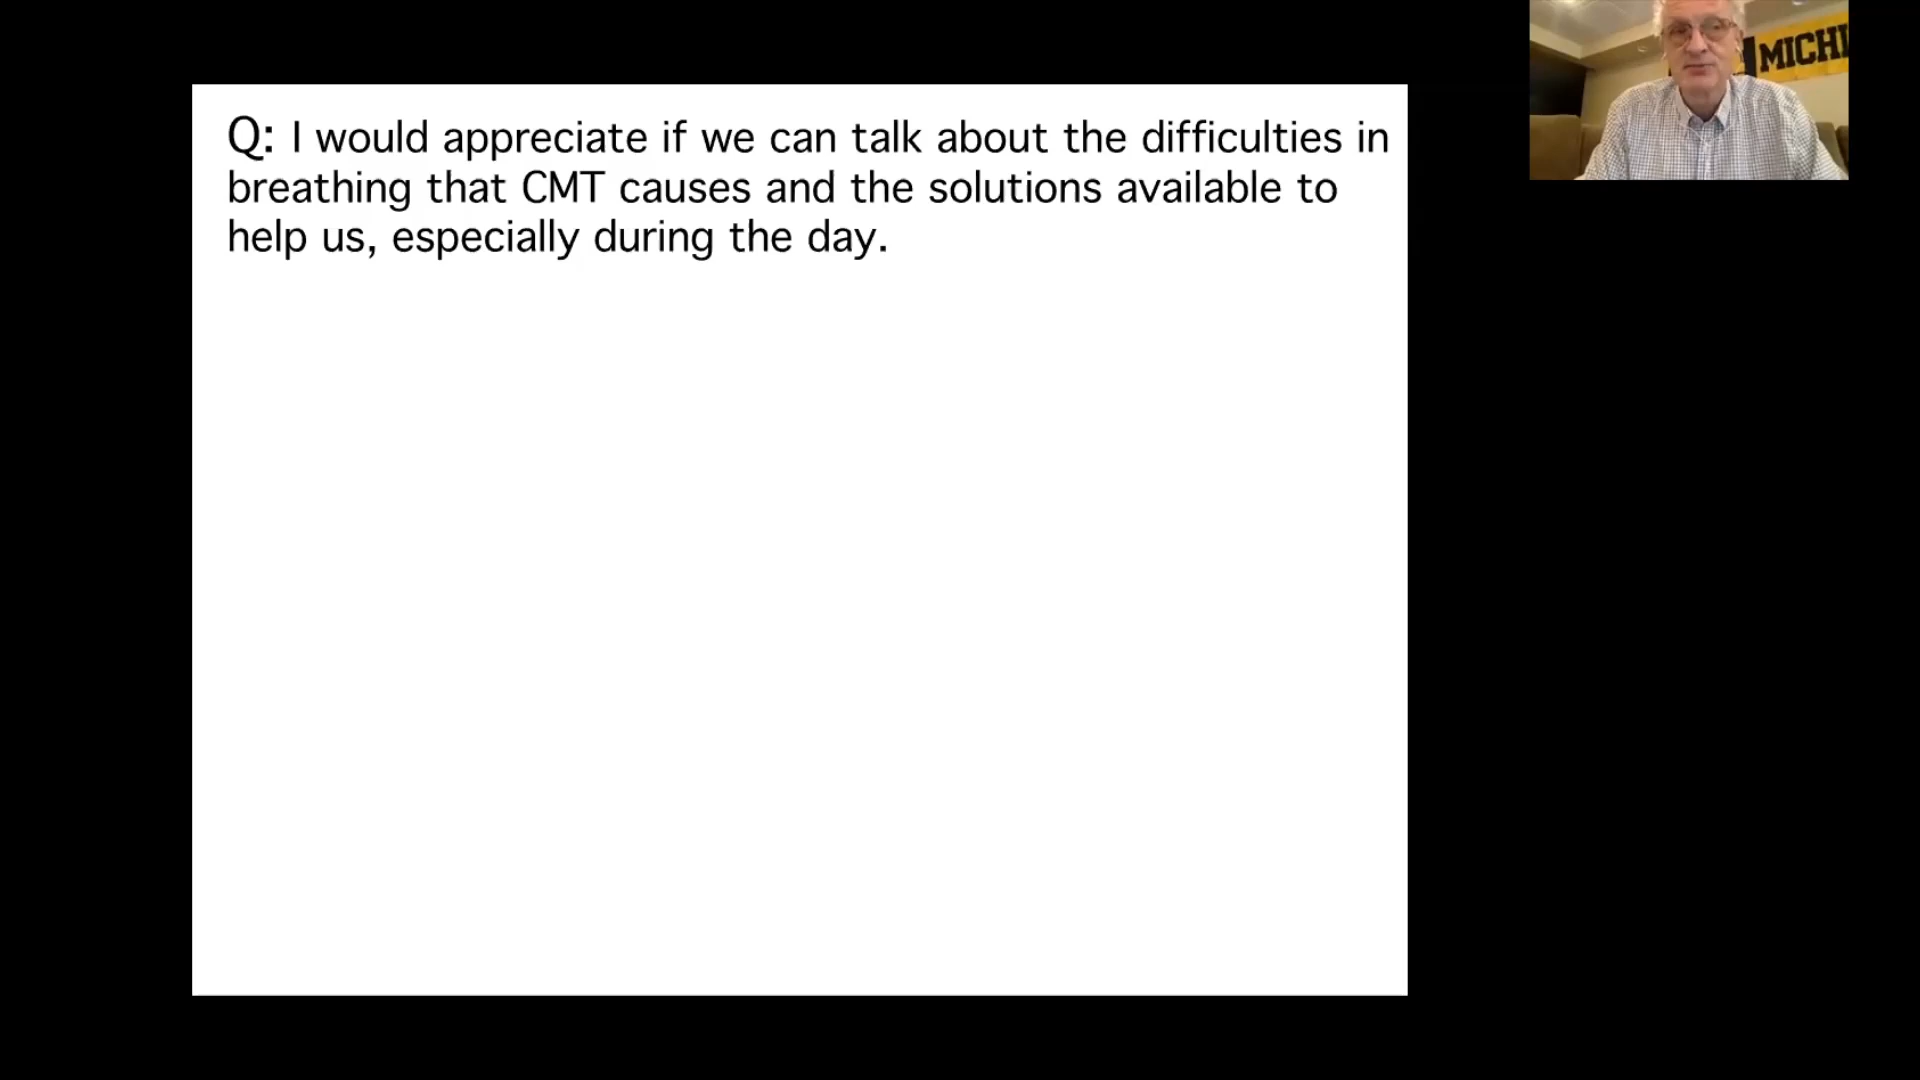 Q: I would appreciate if we can talk about the difficulties in
breathing that CMT causes and the solutions available to
help us, especially during the day.
MICHI